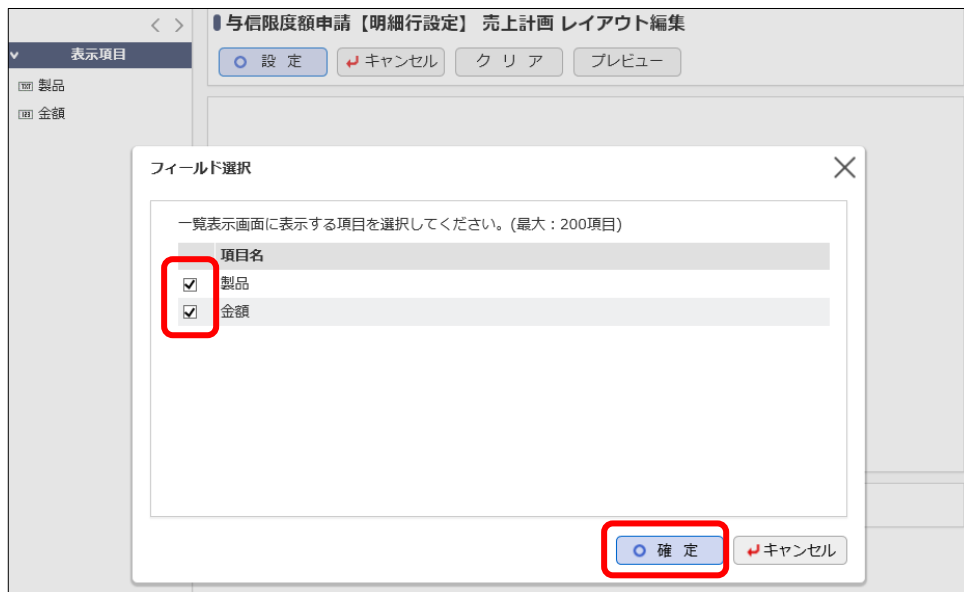 与信限度額申請【明細行設定】 売上計画 レイアウト編集
設 定 キャンセル ク リ ア プレビュー
表示項目
製品
金額
フィールド選択
一覧表示画面に表示する項目を選択してください。(最大：200項目)
項目名
製品
金額
確 定 キャンセル